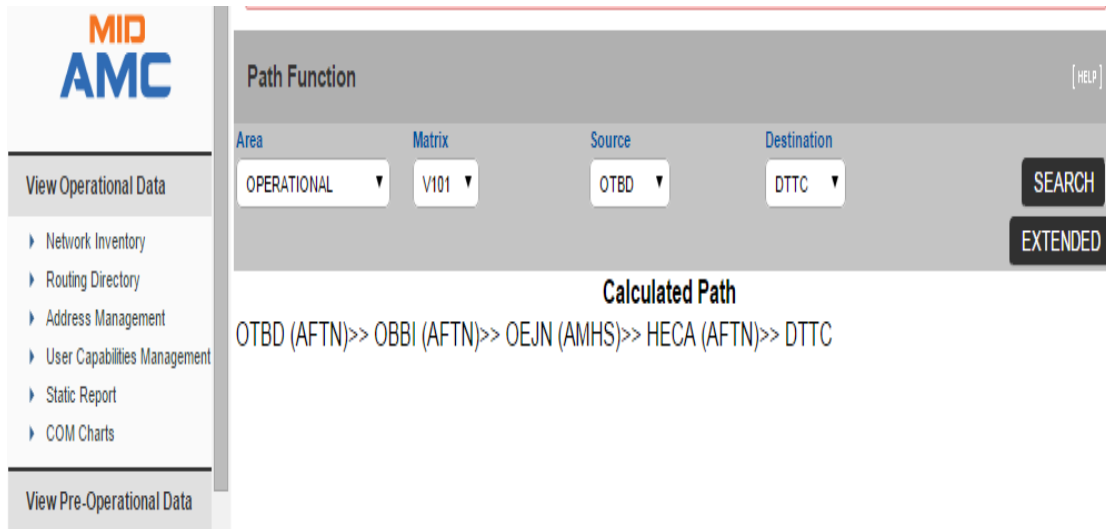 MID
AMC
View Operational Data
Network Inventory
Routing Directory
Address Management
User Capabilities Management
Static Report
COM Charts
View Pre-Operational Data
Path Function
[ HELP ]
Area Matrix Source Destination
OPERATIONAL V101 OTBD DTTC SEARCH
EXTENDED
Calculated Path
OTBD (AFTN)>> OBBI (AFTN)>> OEJN (AMHS)>> HECA (AFTN)>> DTTC